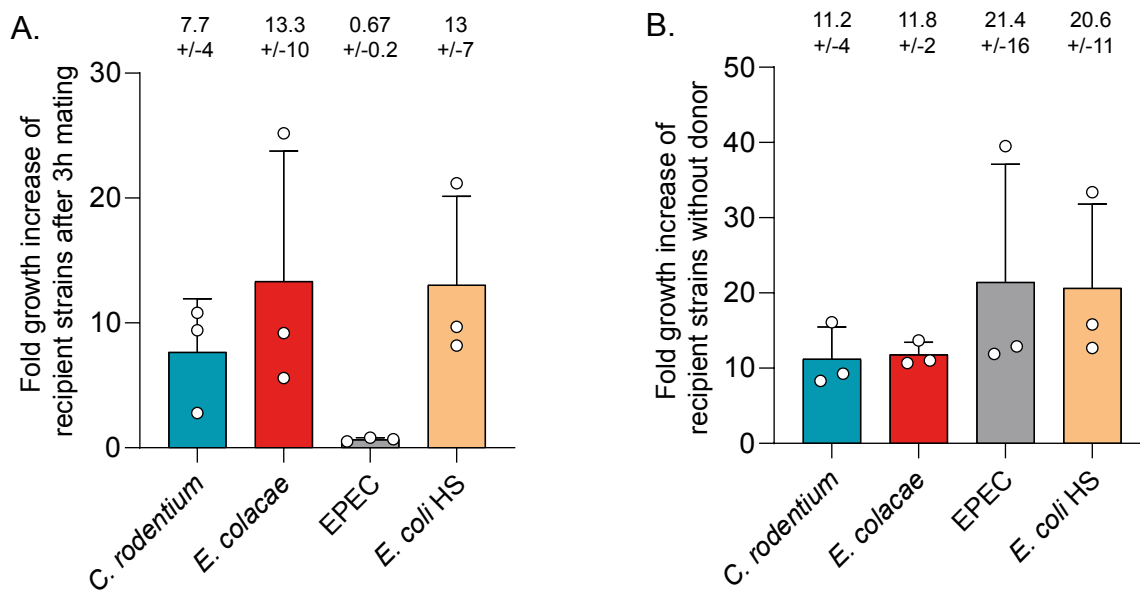 A.
7.7 13.3 0.67 13
+/-4 +/-10 +/-0.2 +/-7
Fold growth increase of
recipient strains after 3h mating
30
20
10
0
C. rodentium
E. colacae
EPEC
E. coli HS
B.
11.2 11.8 21.4 20.6
+/-4 +/-2 +/-16 +/-11
Fold growth increase of
recipient strains without donor
50
40
30
20
10
0
C. rodentium
E. colacae
EPEC
E. coli HS